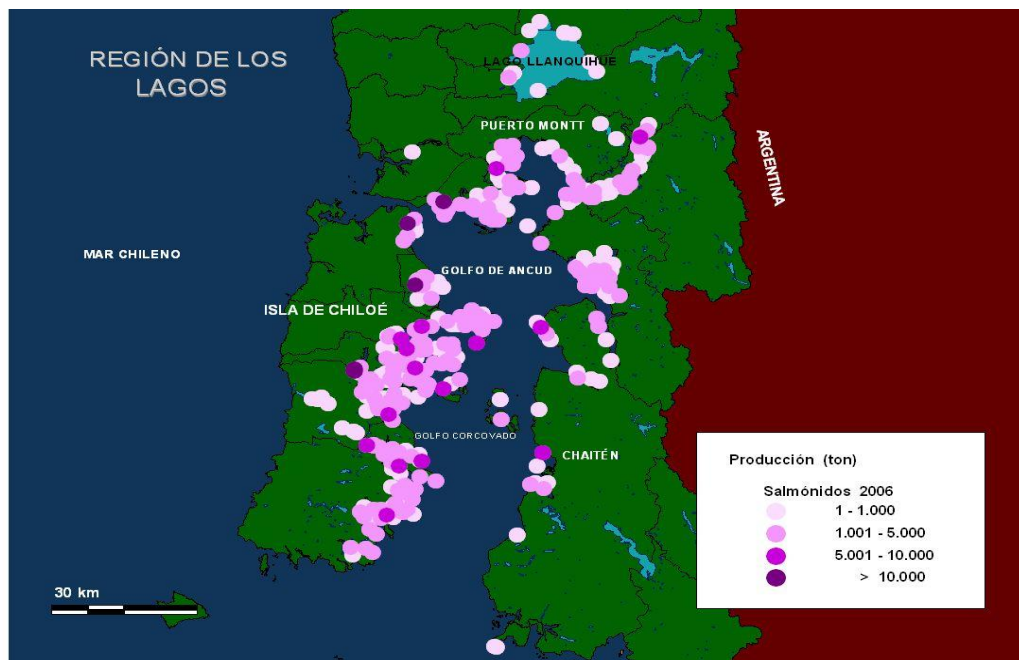 REGIÓN DE LOS
LAGOS
LAGO LLANQUIHUE
PUERTO MONTT
ARGENTINA
MAR CHILENO
GOLFO DE ANCUD
ISLA DE CHILOÉ
GOLFO CORCOVADO
CHAITÉN
Producción (ton)
Salmónidos 2006
1 - 1.000
1.001 - 5.000
5.001 - 10.000
> 10.000
30 km